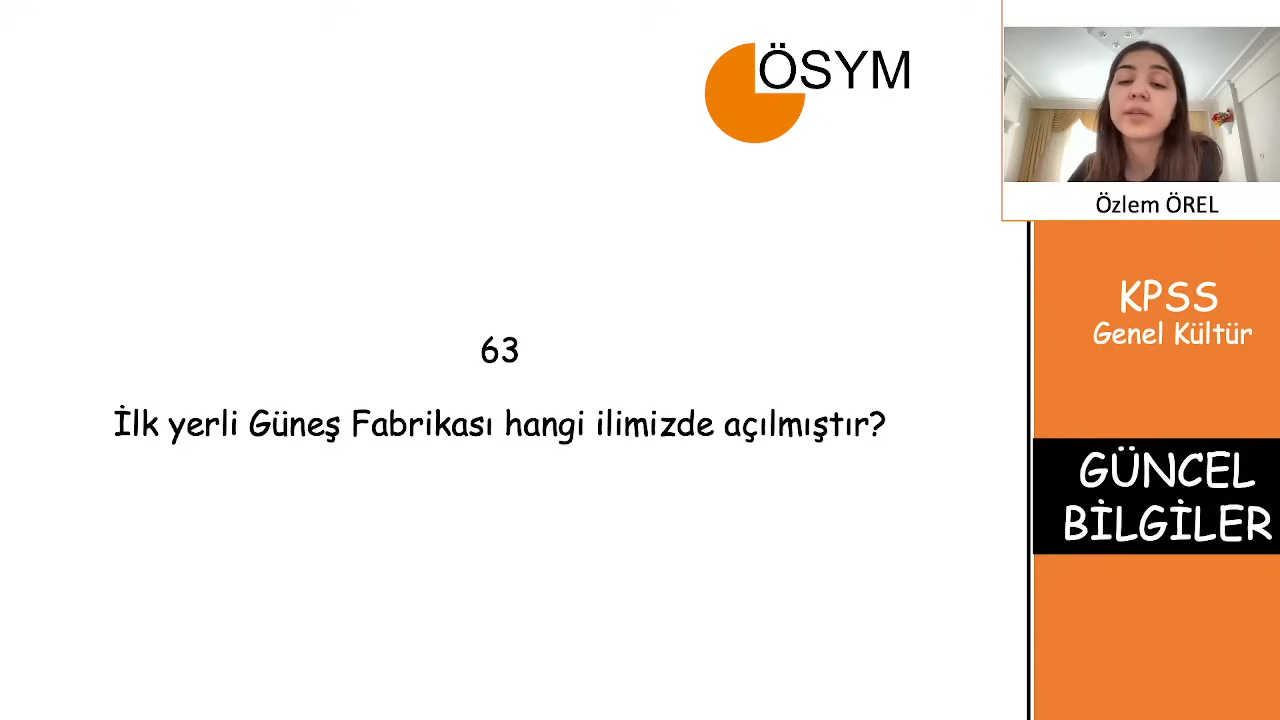 ÖSYM
Özlem ÖREL
63
İlk yerli Güneş Fabrikası hangi ilimizde açılmıştır?
KPSS
Genel Kültür
GÜNCEL
BİLGİLER